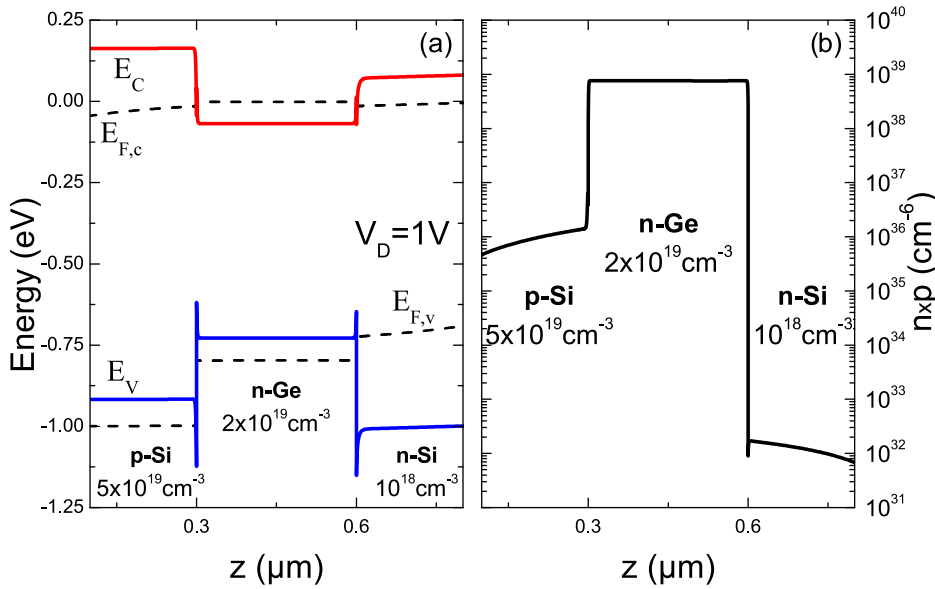 0.25
0.00
-0.25
-0.50
-0.75
-1.00
-1.25
Energy (eV)
(a)
E_C
E_F,c
V_D=1V
E_F,v
E_V
n-Ge
2x10^19cm^-3
p-Si
5x10^19cm^-3
n-Si
10^18cm^-3
0.3
0.6
z (µm)
(b)
n-Ge
2x10^19cm^-3
p-Si
5x10^19cm^-3
n-Si
10^18cm^-3
0.3
0.6
z (µm)
10^40
10^39
10^38
10^37
10^36
10^35
10^34
10^33
10^32
10^31
nxp (cm^-6)